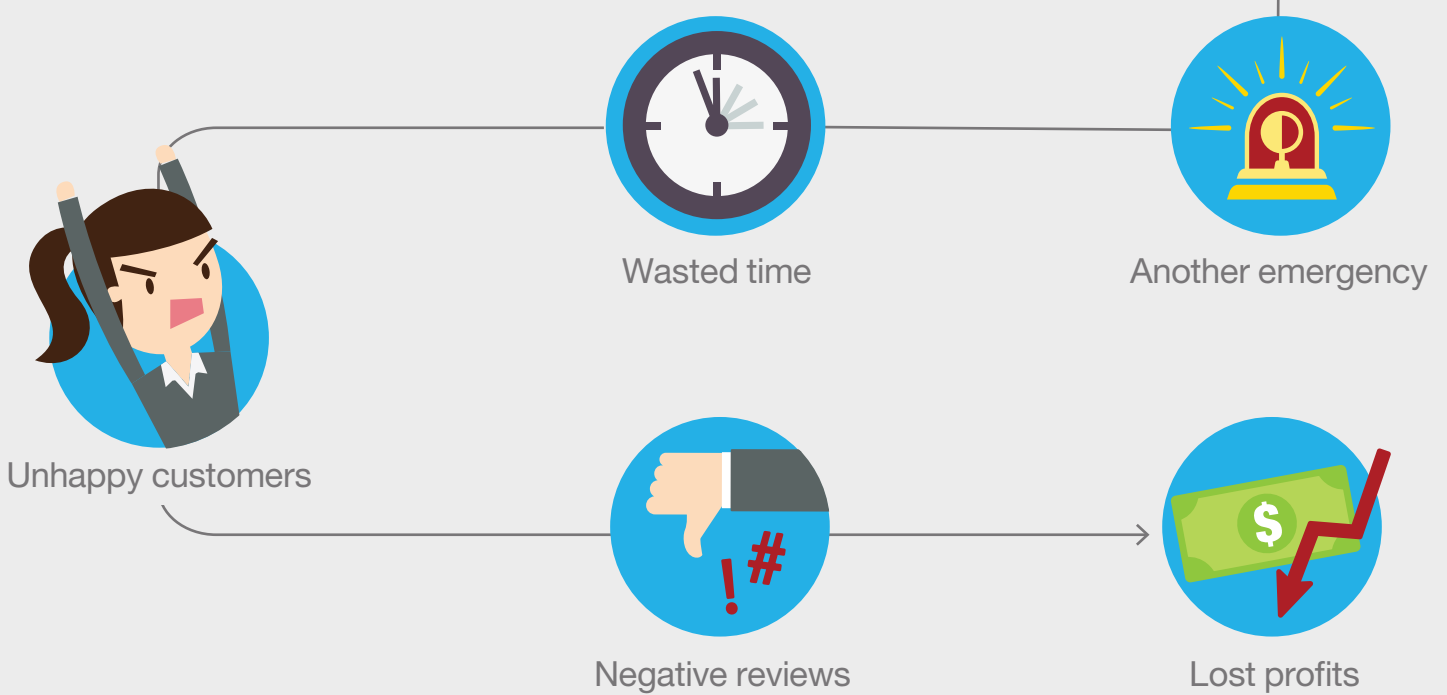 Wasted time
Another emergency
Unhappy customers
$
! #
Negative reviews
Lost profits